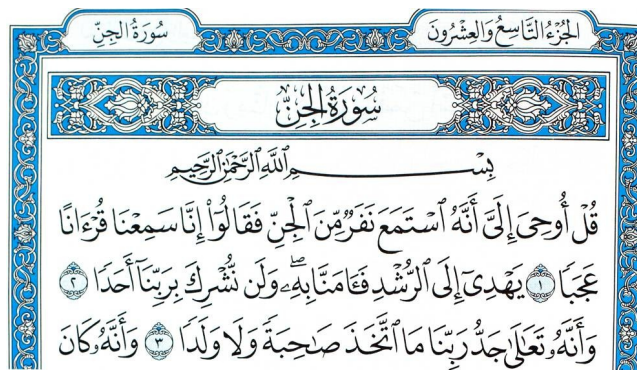 الجُزْءُ التَّاسِعُ وَالعِشْرُونَ
سُورَةُ الجِنِّ
سُورَةُ الجِنِّ
بِسْمِ اللَّهِ الرَّحْمَٰنِ الرَّحِيمِ
قُلْ أُوحِىَ إِلَىَّ أَنَّهُ ٱسْتَمَعَ نَفَرٌ مِّنَ ٱلْجِنِّ فَقَالُوٓا۟ إِنَّا سَمِعْنَا قُرْءَانًا
عَجَبًا ١ يَهْدِىٓ إِلَى ٱلرُّشْدِ فَـَٔامَنَّا بِهِۦ ۖ وَلَن نُّشْرِكَ بِرَبِّنَآ أَحَدًا ٢
وَأَنَّهُۥ تَعَٰلَىٰ جَدُّ رَبِّنَا مَا ٱتَّخَذَ صَٰحِبَةً وَلَا وَلَدًا ٣ وَأَنَّهُۥ كَانَ